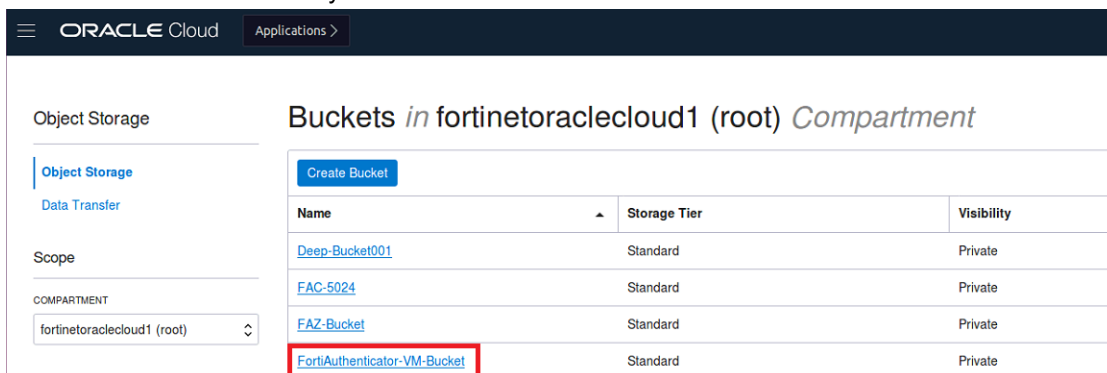 ORACLE Cloud
Applications >
Object Storage
Object Storage
Data Transfer
Scope
COMPARTMENT
fortinetoraclecloud1 (root)
Buckets in fortinetoraclecloud1 (root) Compartment
Create Bucket
Name Storage Tier Visibility
Deep-Bucket001 Standard Private
FAC-5024 Standard Private
FAZ-Bucket Standard Private
FortiAuthenticator-VM-Bucket Standard Private